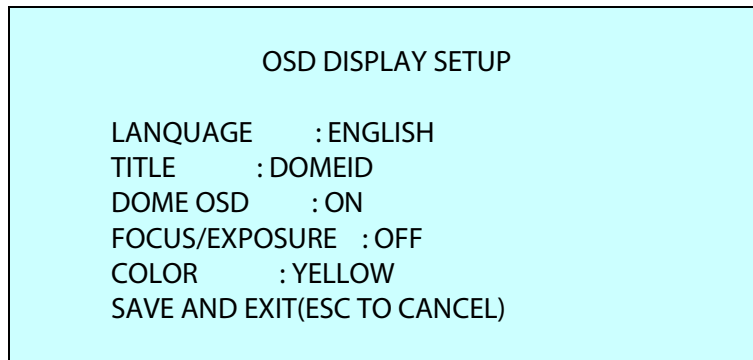 OSD DISPLAY SETUP
LANQUAGE : ENGLISH
TITLE : DOMEID
DOME OSD : ON
FOCUS/EXPOSURE : OFF
COLOR : YELLOW
SAVE AND EXIT(ESC TO CANCEL)